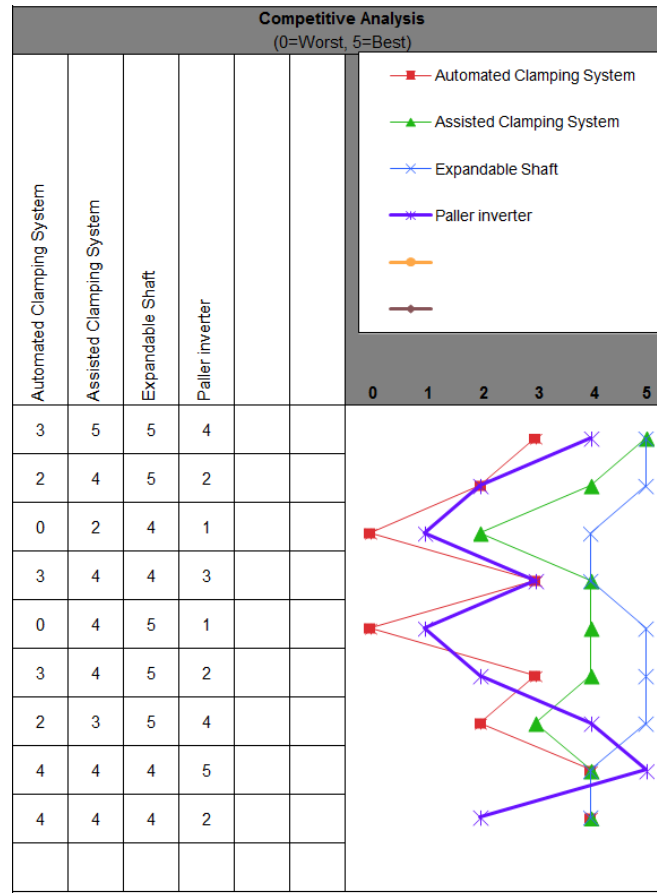 Competitive Analysis
(0=Worst, 5=Best)
Automated Clamping System
Assisted Clamping System
Expandable Shaft
Paller inverter
Automated Clamping System
Assisted Clamping System
Expandable Shaft
Paller inverter
0 1 2 3 4 5
3 5 5 4
2 4 5 2
0 2 4 1
3 4 4 3
0 4 5 1
3 4 5 2
2 3 5 4
4 4 4 5
4 4 4 2